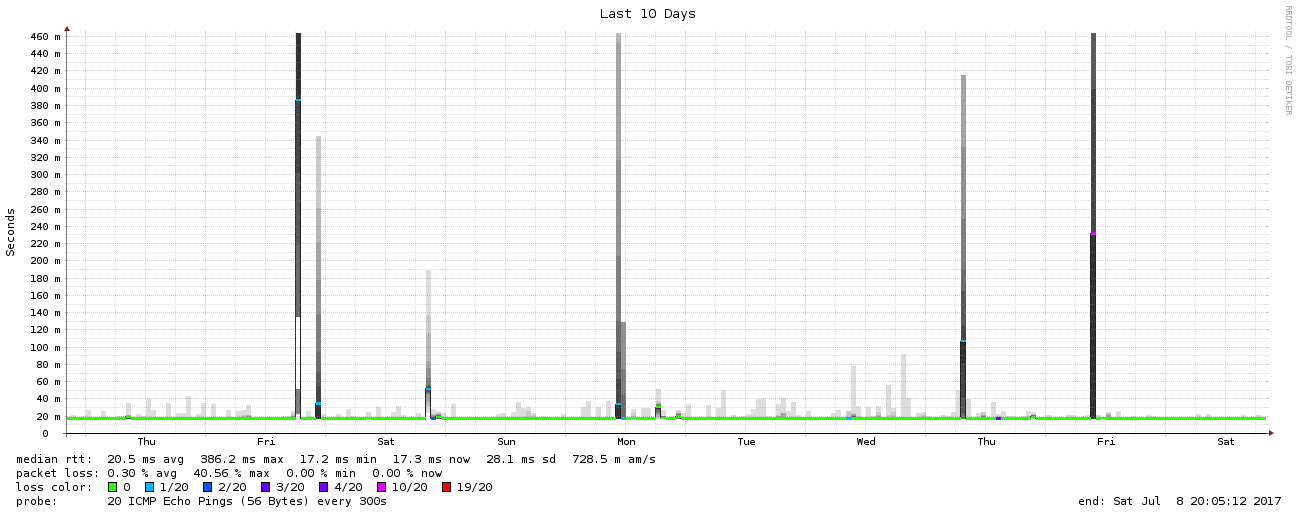 Last 10 Days
RRDTOOL / TOBI OETIKER
Seconds
460 m
440 m
420 m
400 m
380 m
360 m
340 m
320 m
300 m
280 m
260 m
240 m
220 m
200 m
180 m
160 m
140 m
120 m
100 m
80 m
60 m
40 m
20 m
0
Thu Fri Sat Sun Mon Tue Wed Thu Fri Sat
median rtt: 20.5 ms avg 386.2 ms max 17.2 ms min 17.3 ms now 28.1 ms sd 728.5 m am/s
packet loss: 0.30 % avg 40.56 % max 0.00 % min 0.00 % now
loss color: 0 1/20 2/20 3/20 4/20 10/20 19/20
probe: 20 ICMP Echo Pings (56 Bytes) every 300s end: Sat Jul 8 20:05:12 2017